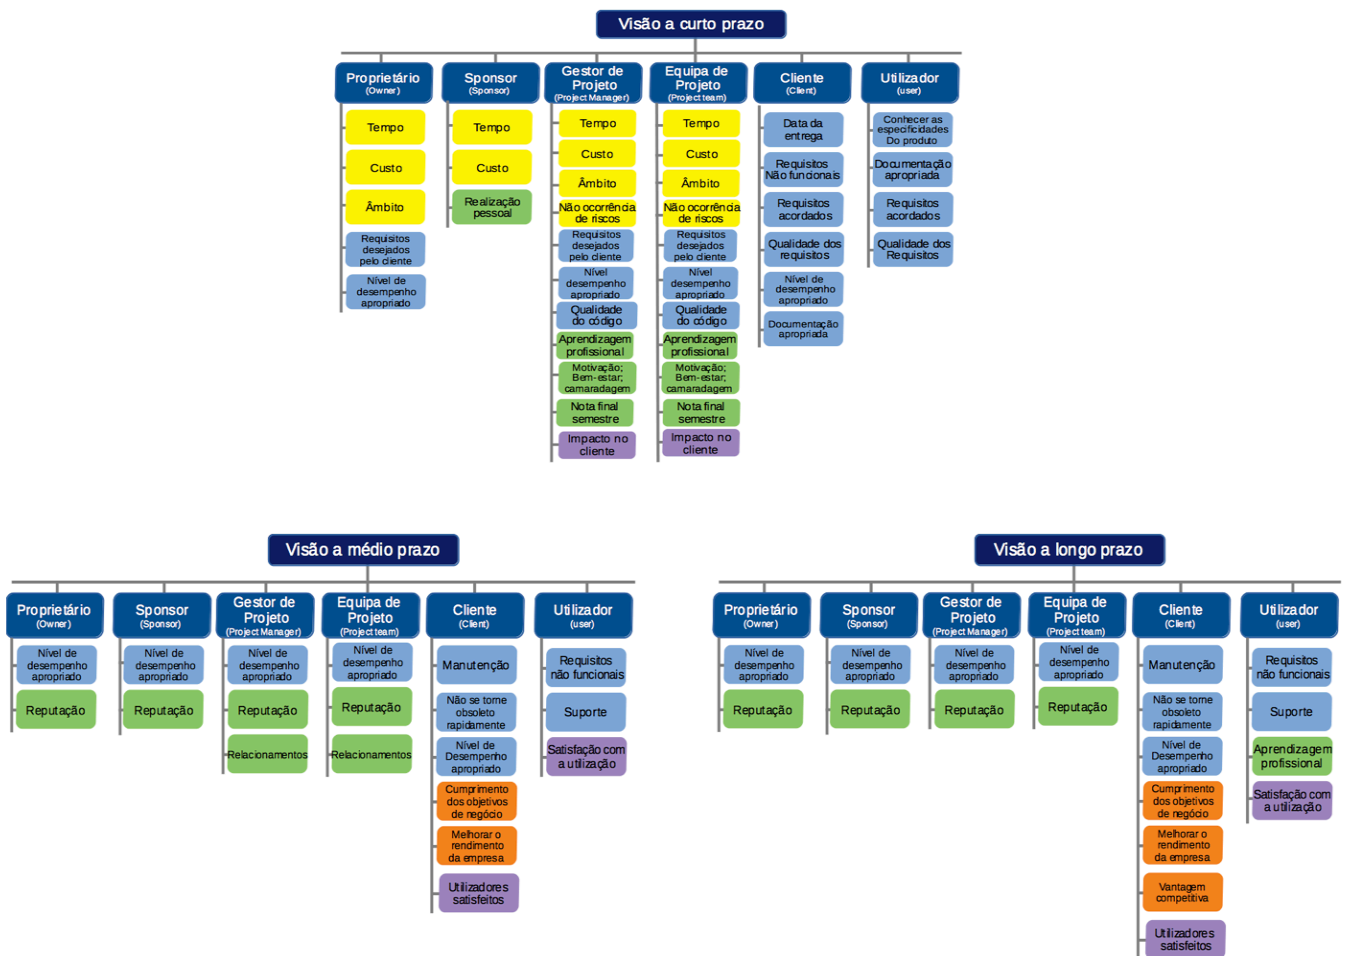 Visão a curto prazo
Proprietário
(Owner)
Tempo
Custo
Âmbito
Requisitos
desejados
pelo cliente
Nível de
desempenho
apropriado
Sponsor
(Sponsor)
Tempo
Custo
Realização
pessoal
Gestor de
Projeto
(Project Manager)
Tempo
Custo
Âmbito
Não ocorrência
de riscos
Requisitos
desejados
pelo cliente
Nível
desempenho
apropriado
Qualidade
do código
Aprendizagem
profissional
Motivação;
Bem-estar;
camaradagem
Nota final
semestre
Impacto no
cliente
Equipa de
Projeto
(Project team)
Tempo
Custo
Âmbito
Não ocorrência
de riscos
Requisitos
desejados
pelo cliente
Nível
desempenho
apropriado
Qualidade
do código
Aprendizagem
profissional
Motivação;
Bem-estar;
camaradagem
Nota final
semestre
Impacto no
cliente
Cliente
(Client)
Data da
entrega
Requisitos
Não funcionais
Requisitos
acordados
Qualidade dos
requisitos
Nível de
desempenho
apropriado
Documentação
apropriada
Utilizador
(user)
Conhecer as
especificidades
Do produto
Documentação
apropriada
Requisitos
acordados
Qualidade dos
Requisitos
Visão a médio prazo
Proprietário
(Owner)
Nível de
desempenho
apropriado
Reputação
Sponsor
(Sponsor)
Nível de
desempenho
apropriado
Reputação
Gestor de
Projeto
(Project Manager)
Nível de
desempenho
apropriado
Reputação
Relacionamentos
Equipa de
Projeto
(Project team)
Nível de
desempenho
apropriado
Reputação
Relacionamentos
Cliente
(Client)
Manutenção
Não se torne
obsoleto
rapidamente
Nível de
Desempenho
apropriado
Cumprimento
dos objetivos
de negócio
Melhorar o
rendimento
da empresa
Utilizadores
satisfeitos
Utilizador
(user)
Requisitos
não funcionais
Suporte
Satisfação com
a utilização
Visão a longo prazo
Proprietário
(Owner)
Nível de
desempenho
apropriado
Reputação
Sponsor
(Sponsor)
Nível de
desempenho
apropriado
Reputação
Gestor de
Projeto
(Project Manager)
Nível de
desempenho
apropriado
Reputação
Equipa de
Projeto
(Project team)
Nível de
desempenho
apropriado
Reputação
Cliente
(Client)
Manutenção
Não se torne
obsoleto
rapidamente
Nível de
Desempenho
apropriado
Cumprimento
dos objetivos
de negócio
Melhorar o
rendimento
da empresa
Vantagem
competitiva
Utilizadores
satisfeitos
Utilizador
(user)
Requisitos
não funcionais
Suporte
Aprendizagem
profissional
Satisfação com
a utilização